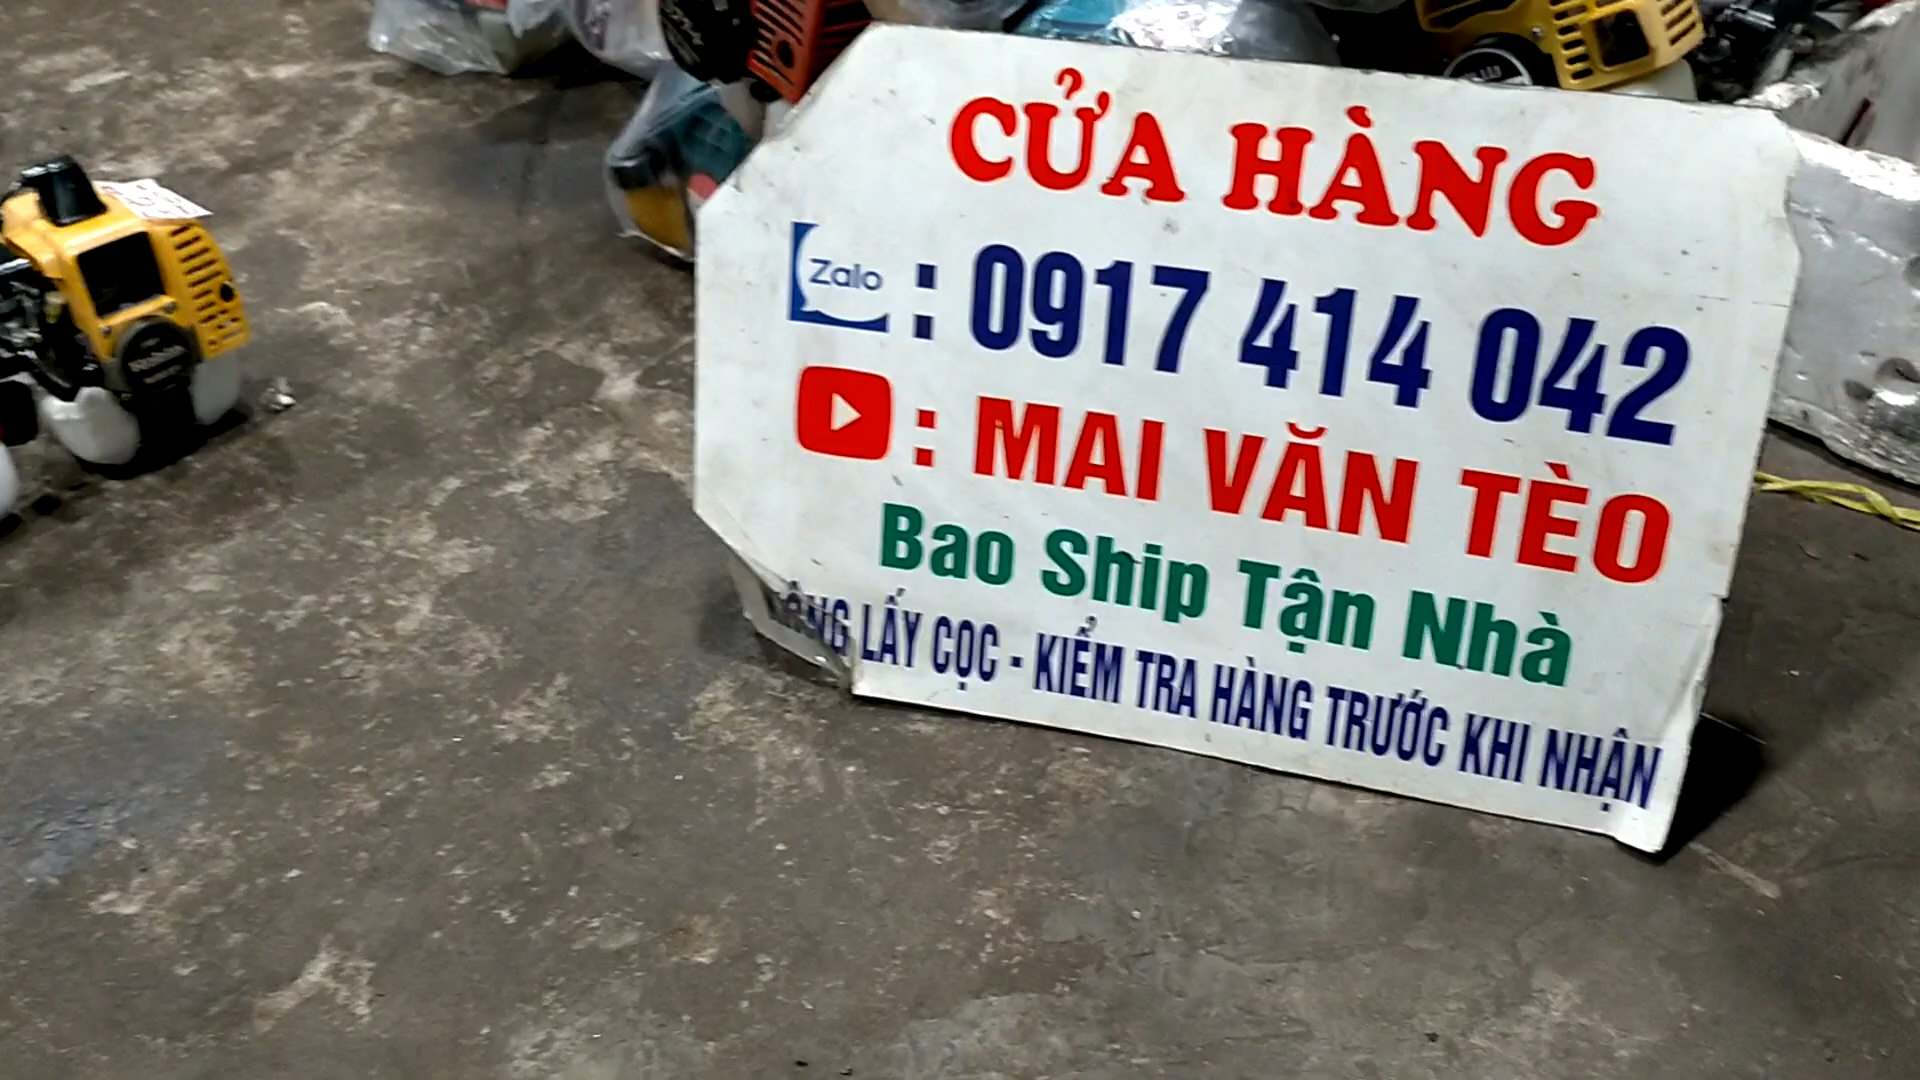 CỬA HÀNG
Zalo : 0917 414 042
: MAI VĂN TÈO
Bao Ship Tận Nhà
LẤY CỌC - KIỂM TRA HÀNG TRƯỚC KHI NHẬN